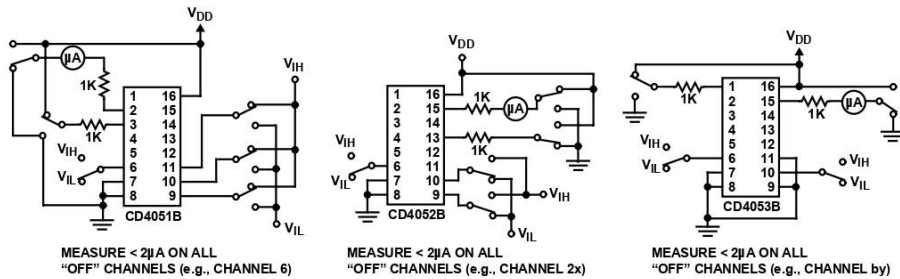 VDD
µA
1K
1K
1
2
3
4
5
6
7
8
16
15
14
13
12
11
10
9
VIH
VIH
VIL
VIL
CD4051B
MEASURE < 2µA ON ALL
“OFF” CHANNELS (e.g., CHANNEL 6)
VDD
1K
µA
1K
1
2
3
4
5
6
7
8
16
15
14
13
12
11
10
9
VIH
VIL
VIH
VIL
CD4052B
MEASURE < 2µA ON ALL
“OFF” CHANNELS (e.g., CHANNEL 2x)
VDD
1K
1K
µA
1
2
3
4
5
6
7
8
16
15
14
13
12
11
10
9
VIH
VIL
VIH
VIL
CD4053B
MEASURE < 2µA ON ALL
“OFF” CHANNELS (e.g., CHANNEL by)